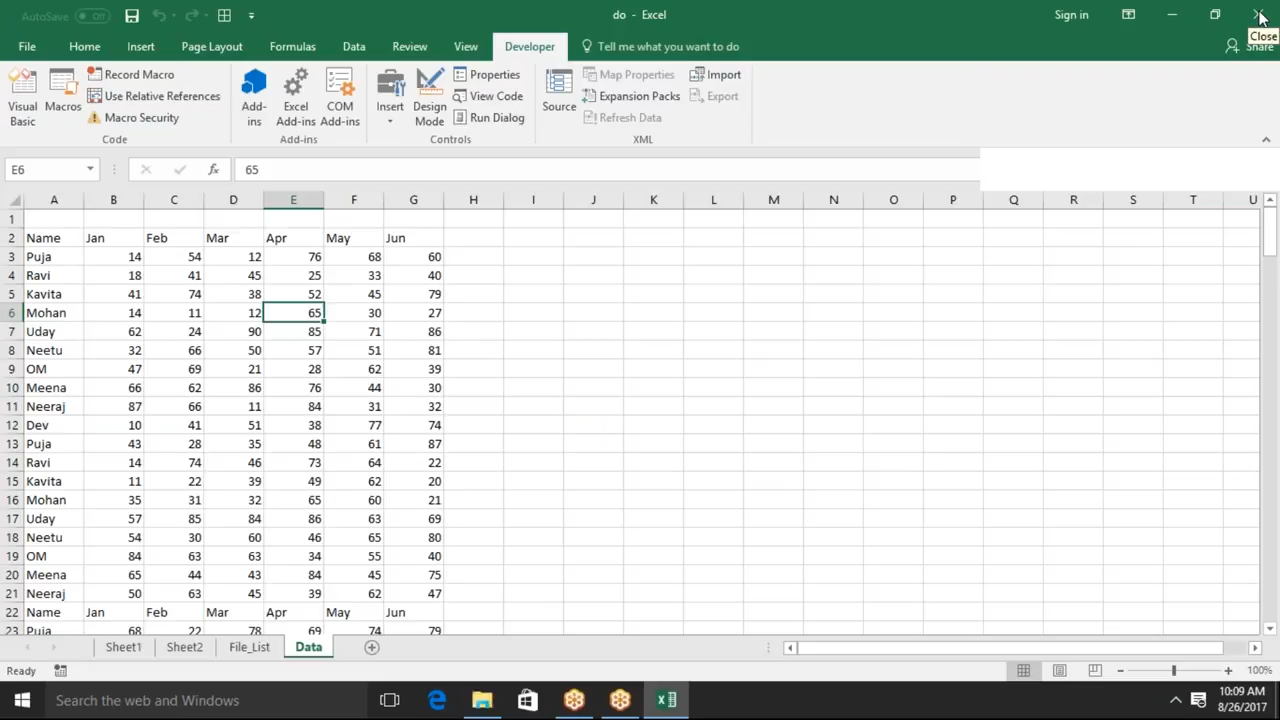 AutoSave Off
do - Excel
Sign in
Close
File Home Insert Page Layout Formulas Data Review View Developer Tell me what you want to do Share
Visual Basic
Macros
Record Macro
Use Relative References
Macro Security
Code
Add-ins
Excel Add-ins
COM Add-ins
Add-ins
Insert
Design Mode
Properties
View Code
Run Dialog
Controls
Source
Map Properties
Expansion Packs
Refresh Data
Import
Export
XML
E6 fx 65
A B C D E F G H I J K L M N O P Q R S T U
1
2 Name Jan Feb Mar Apr May Jun
3 Puja 14 54 12 76 68 60
4 Ravi 18 41 45 25 33 40
5 Kavita 41 74 38 52 45 79
6 Mohan 14 11 12 65 30 27
7 Uday 62 24 90 85 71 86
8 Neetu 32 66 50 57 51 81
9 OM 47 69 21 28 62 39
10 Meena 66 62 86 76 44 30
11 Neeraj 87 66 11 84 31 32
12 Dev 10 41 51 38 77 74
13 Puja 43 28 35 48 61 87
14 Ravi 14 74 46 73 64 22
15 Kavita 11 22 39 49 62 20
16 Mohan 35 31 32 65 60 21
17 Uday 57 85 84 86 63 69
18 Neetu 54 30 60 46 65 80
19 OM 84 63 63 34 55 40
20 Meena 65 44 43 84 45 75
21 Neeraj 50 63 45 39 62 47
22 Name Jan Feb Mar Apr May Jun
23 Puja 68 22 78 69 74 79
Sheet1 Sheet2 File_List Data
Ready 100%
Search the web and Windows
10:09 AM
8/26/2017